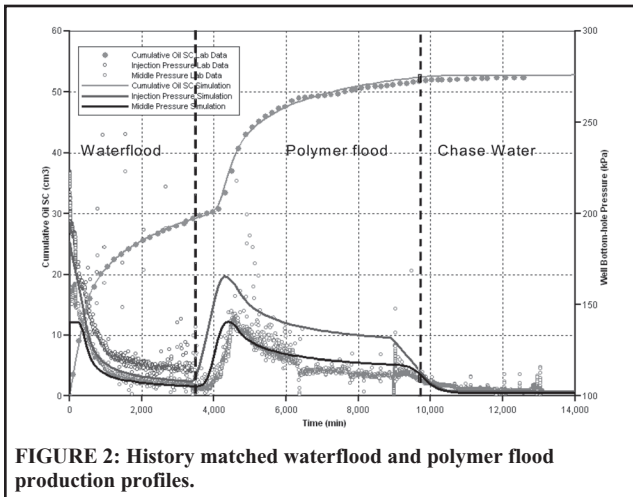 60
50
40
30
20
10
0
Cumulative Oil SC (cm3)
300
250
200
150
100
Well Bottom-hole Pressure (kPa)
Cumulative Oil SC Lab Data
Injection Pressure Lab Data
Middle Pressure Lab Data
Cumulative Oil SC Simulation
Injection Pressure Simulation
Middle Pressure Simulation
Waterflood
Polymer flood
Chase Water
0 2,000 4,000 6,000 8,000 10,000 12,000 14,000
Time (min)
FIGURE 2: History matched waterflood and polymer flood
production profiles.